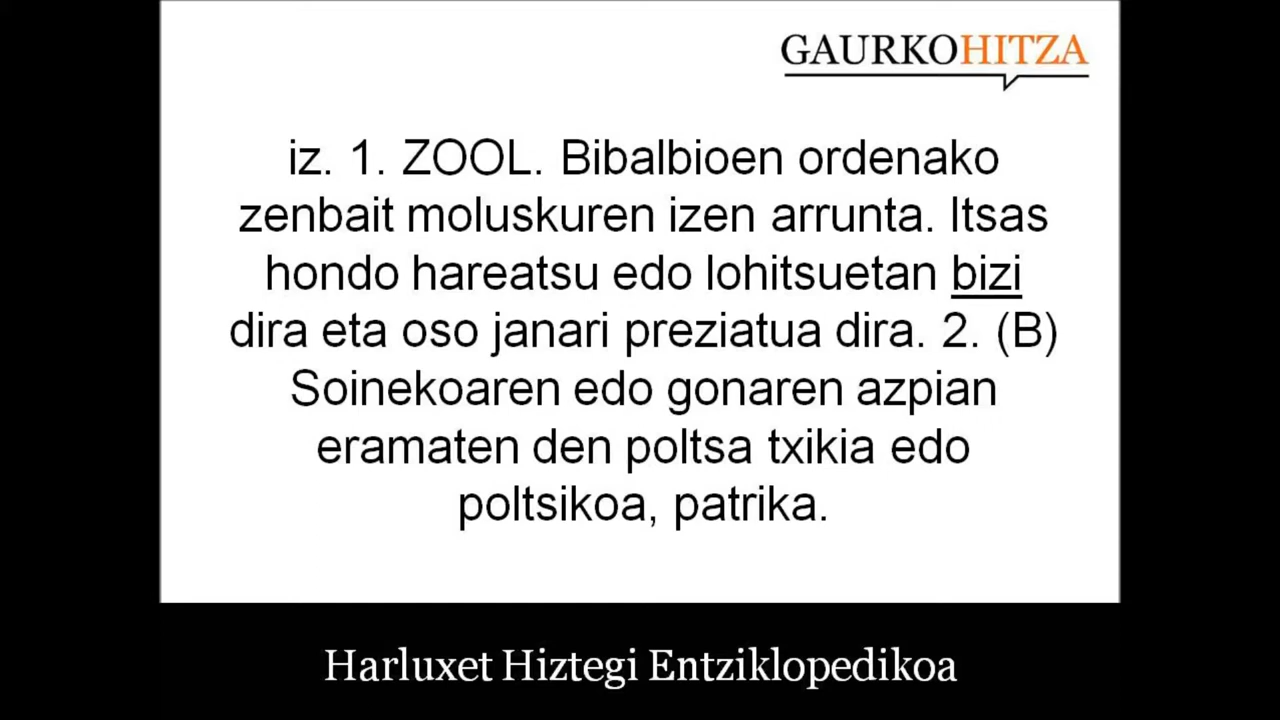 GAURKOHITZA
iz. 1. ZOOL. Bibalbioen ordenako
zenbait moluskuren izen arrunta. Itsas
hondo hareatsu edo lohitsuetan bizi
dira eta oso janari preziatua dira. 2. (B)
Soinekoaren edo gonaren azpian
eramaten den poltsa txikia edo
poltsikoa, patrika.
Harluxet Hiztegi Entziklopedikoa